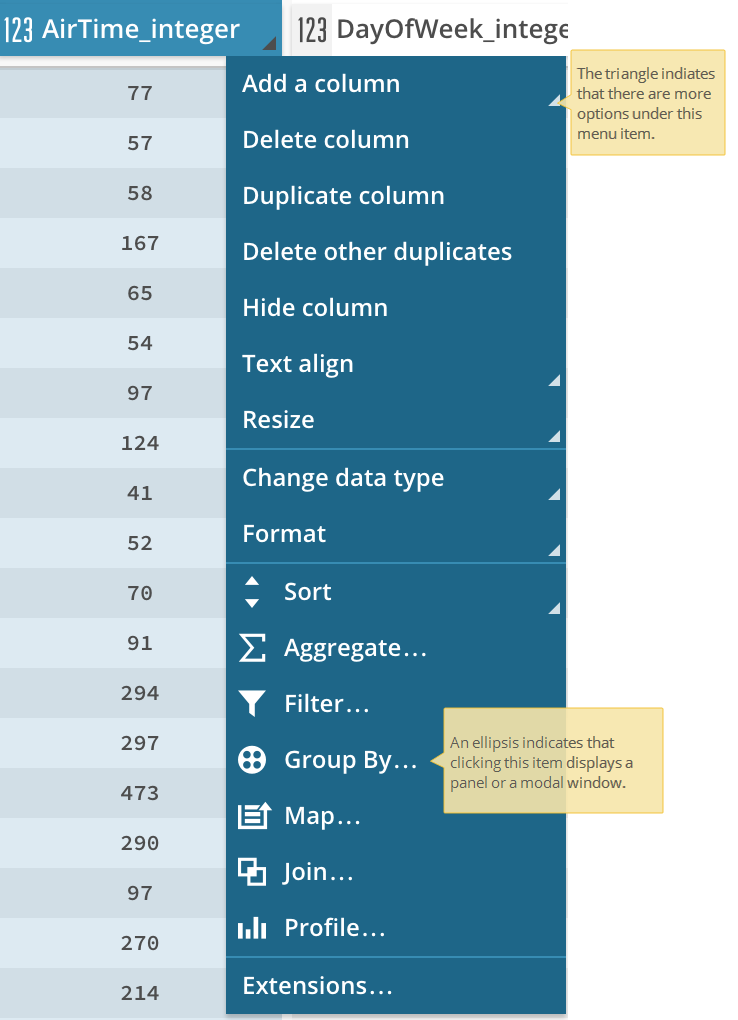 123 AirTime_integer
123 DayOfWeek_intege
77
57
58
167
65
54
97
124
41
52
70
91
294
297
473
290
97
270
214
Add a column
The triangle indiates
that there are more
options under this
menu item.
Delete column
Duplicate column
Delete other duplicates
Hide column
Text align
Resize
Change data type
Format
Sort
Aggregate...
Filter...
Group By...
An ellipsis indicates that
clicking this item displays a
panel or a modal window.
Map...
Join...
Profile...
Extensions...